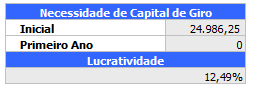 Necessidade de Capital de Giro
Inicial 24.986,25
Primeiro Ano 0
Lucratividade
12,49%